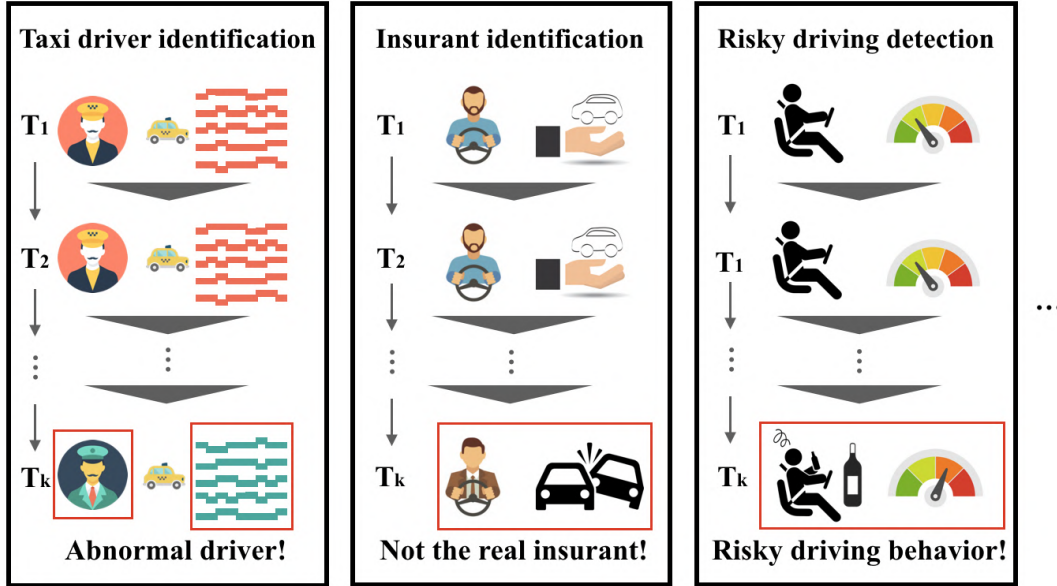 Taxi driver identification
T1
T2
Tk
Abnormal driver!
Insurant identification
T1
T2
Tk
Not the real insurant!
Risky driving detection
T1
T1
Tk
Risky driving behavior!
...